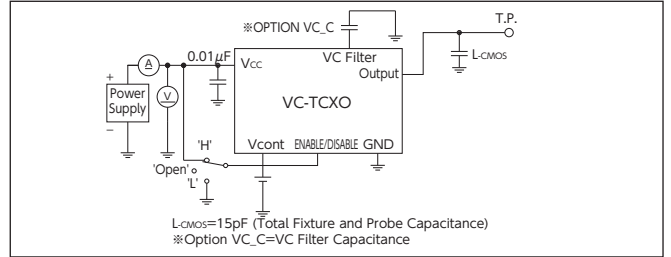 ※OPTION VC_C
T.P.
A
0.01μF
VCC
VC Filter
L-CMOS
Output
+
Power
Supply
−
V
VC-TCXO
'H'
Vcont
ENABLE/DISABLE
GND
'Open'
'L'
L-CMOS=15pF (Total Fixture and Probe Capacitance)
※Option VC_C=VC Filter Capacitance